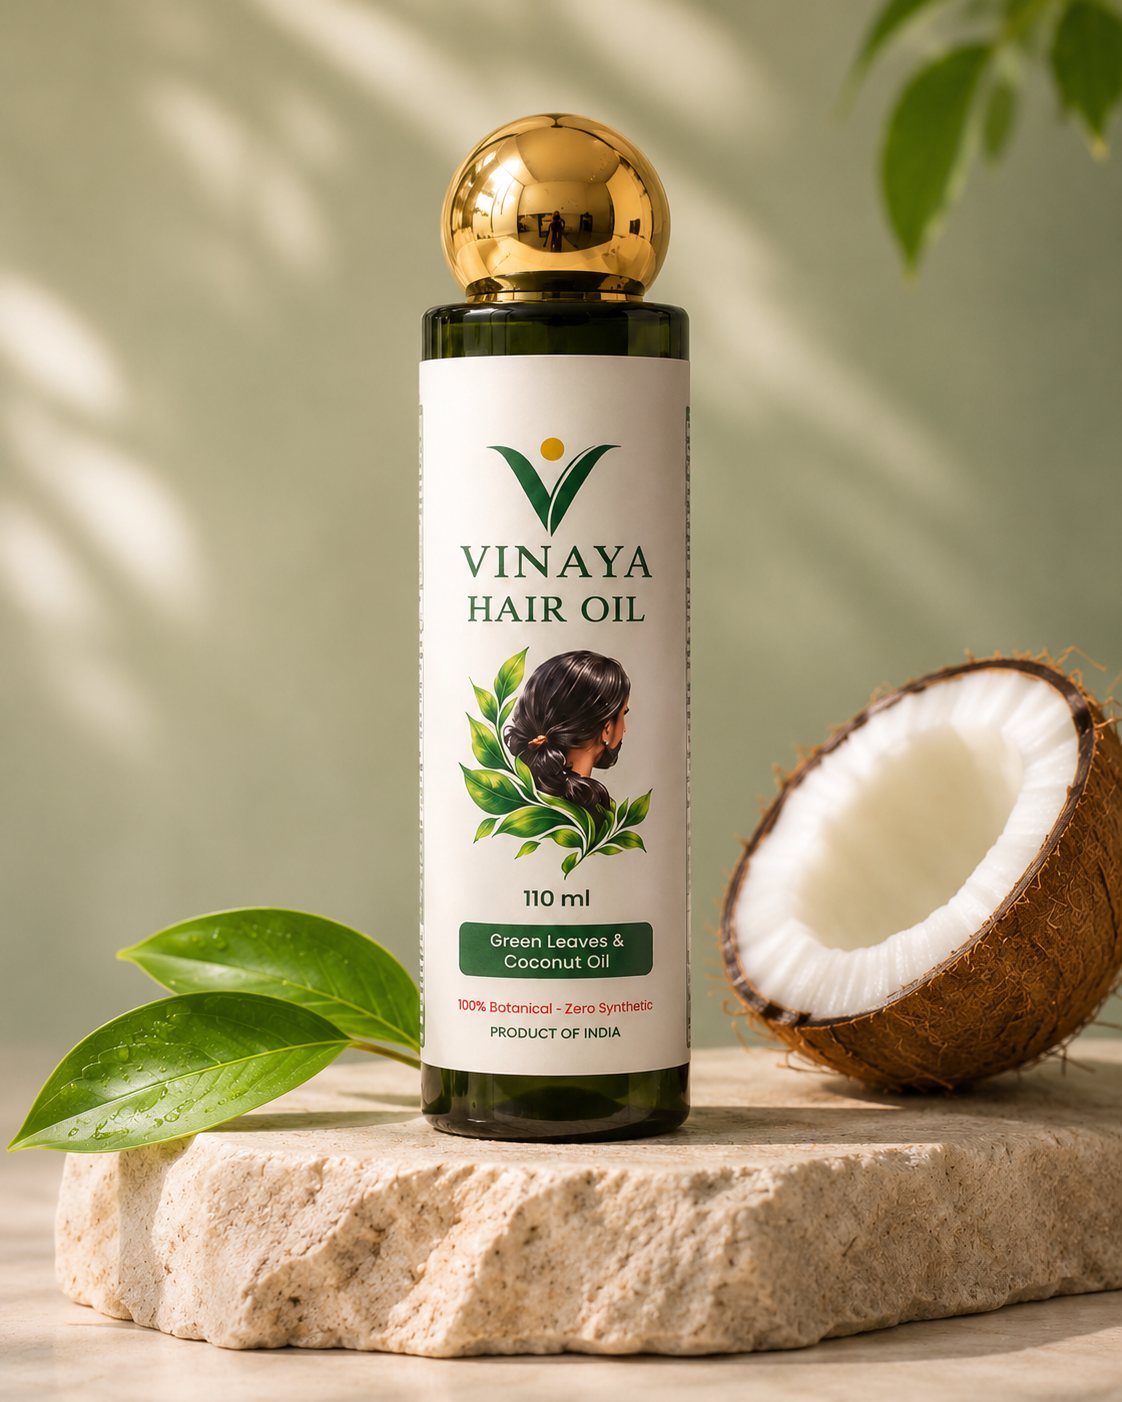 VINAYA
HAIR OIL
110 ml
Green Leaves &
Coconut Oil
100% Botanical - Zero Synthetic
PRODUCT OF INDIA